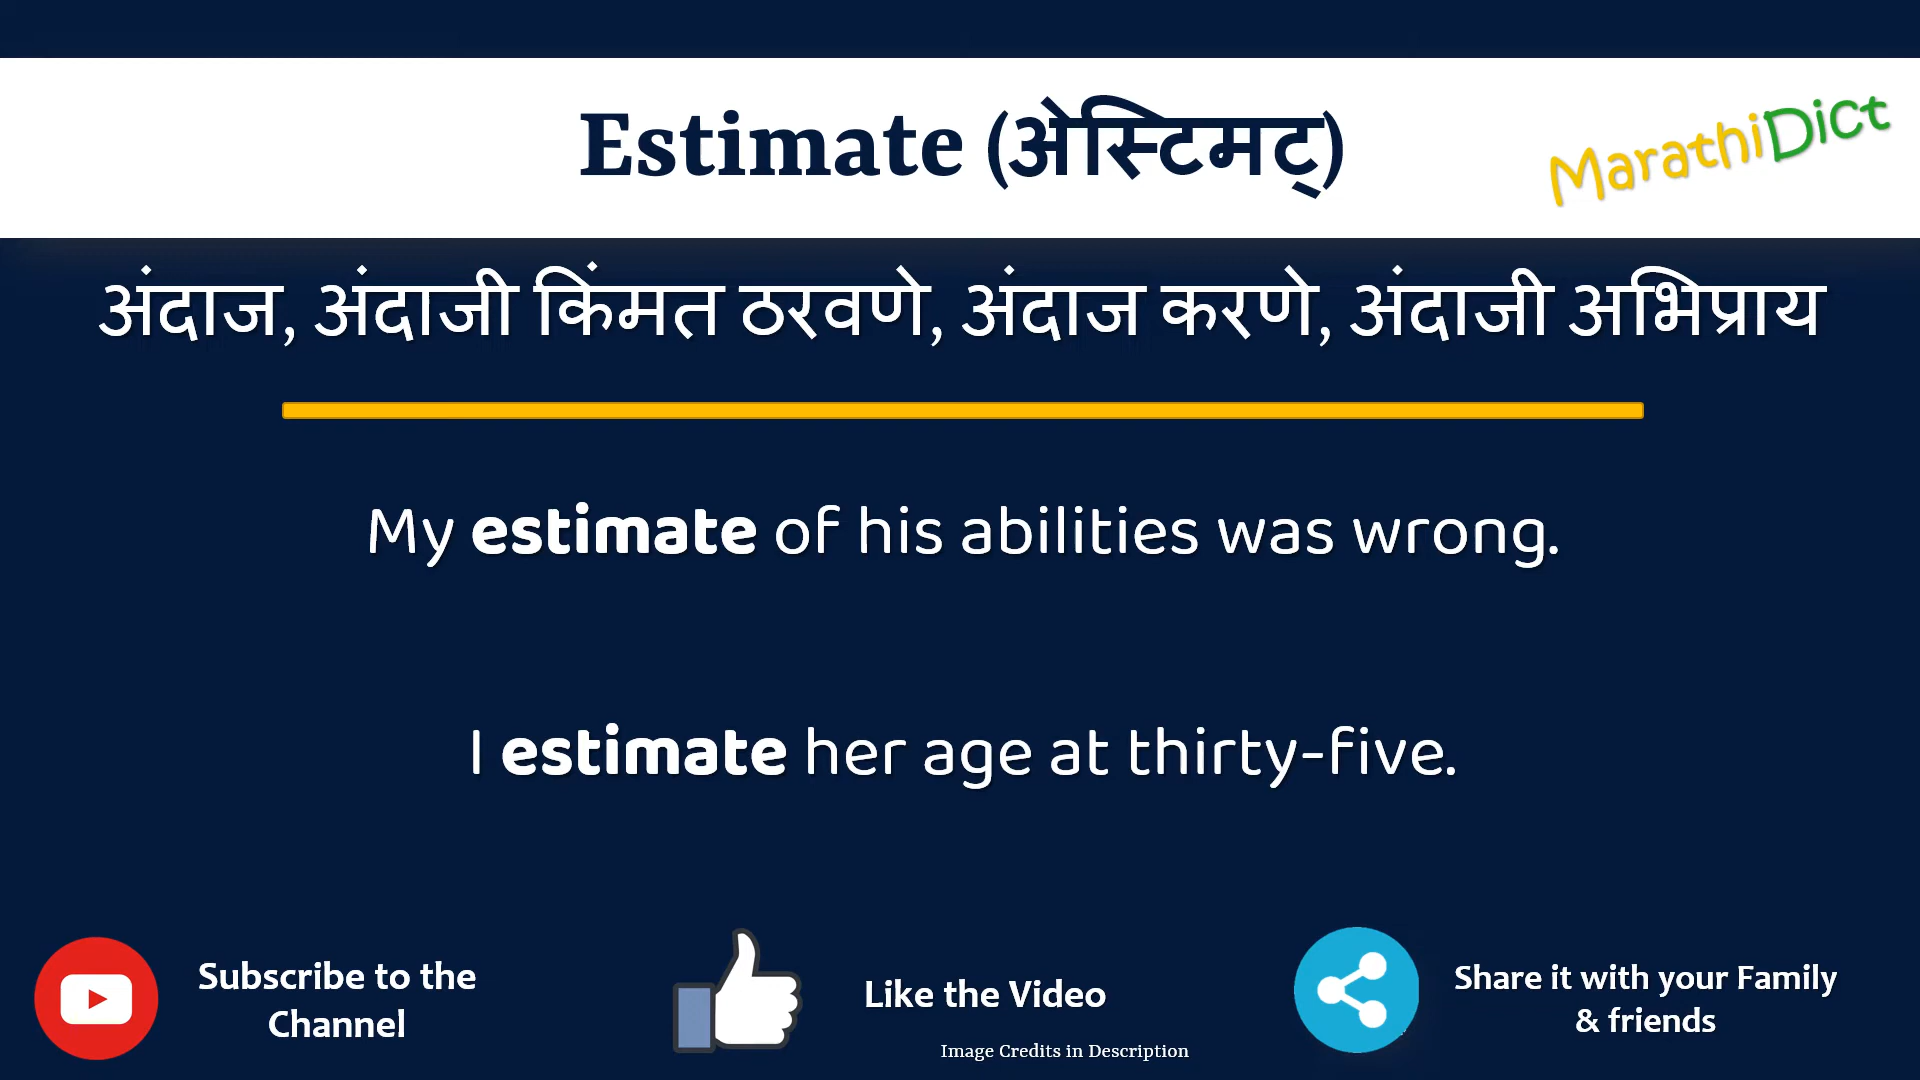 Estimate (अेस्टिमट्)
MarathiDict
अंदाज, अंदाजी किंमत ठरवणे, अंदाज करणे, अंदाजी अभिप्राय
My estimate of his abilities was wrong.
I estimate her age at thirty-five.
Subscribe to the
Channel
Like the Video
Share it with your Family
& friends
Image Credits in Description